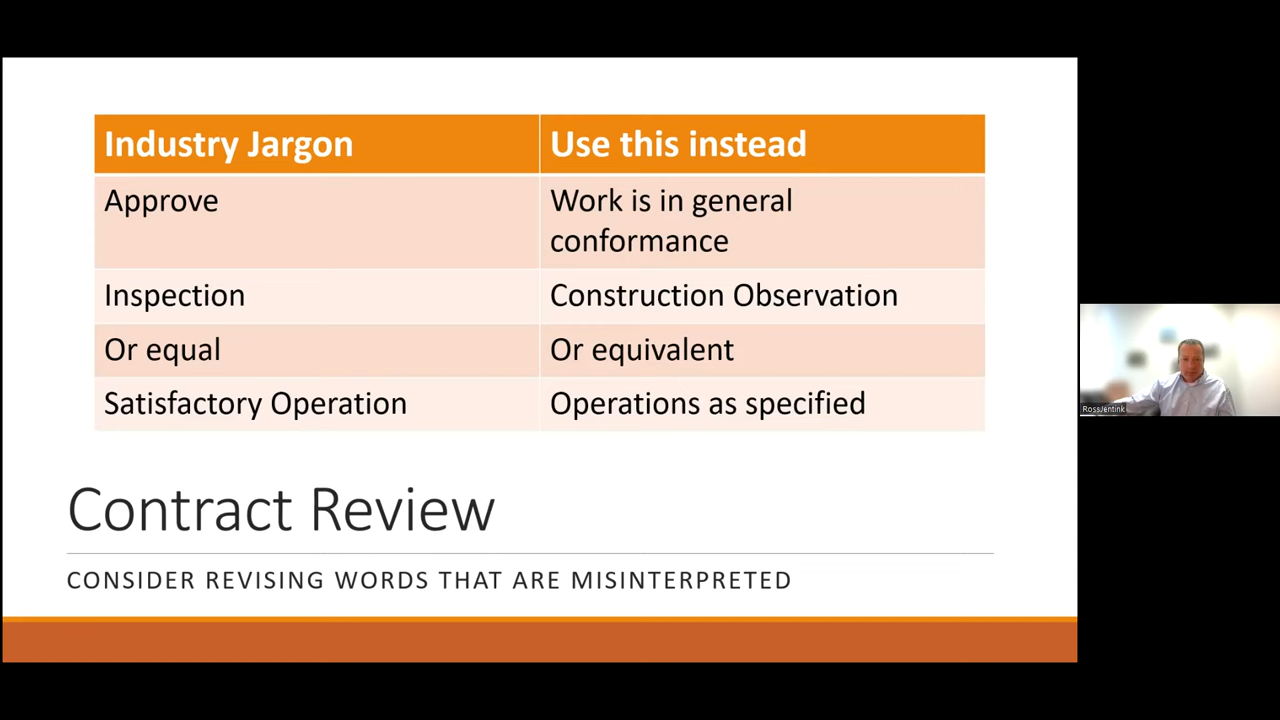 Industry Jargon
Use this instead
Approve
Work is in general
conformance
Inspection
Construction Observation
Or equal
Or equivalent
Satisfactory Operation
Operations as specified
Contract Review
CONSIDER REVISING WORDS THAT ARE MISINTERPRETED
RossJentink